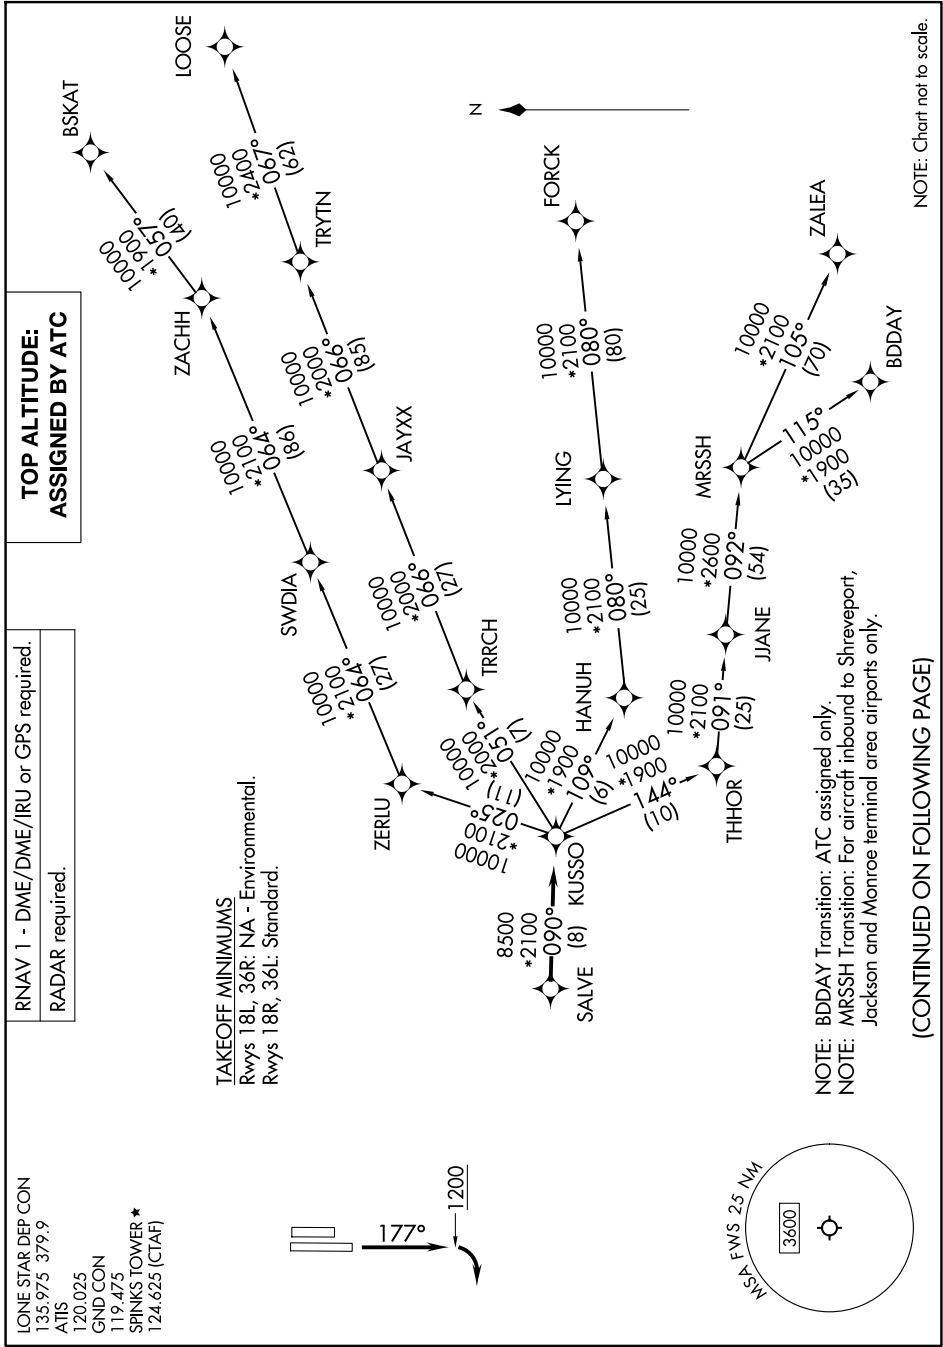 LONE STAR DEP CON
135.975 379.9
ATIS
120.025
GND CON
119.475
SPINKS TOWER ★
124.625 (CTAF)
RNAV 1 - DME/DME/IRU or GPS required.
RADAR required.
TOP ALTITUDE:
ASSIGNED BY ATC
TAKEOFF MINIMUMS
Rwys 18L, 36R: NA - Environmental.
Rwys 18R, 36L: Standard.
177°
1200
MSA FWS 25 NM
3600
SALVE
8500
*2100
090°
(8)
KUSSO
10000
*2100
025°
(11)
ZERLU
10000
*2100
064°
(27)
SWDIA
10000
*2100
064°
(86)
ZACHH
10000
*1900
057°
(40)
BSKAT
10000
*2000
051°
(7)
TRRCH
10000
*2000
066°
(27)
JAYXX
10000
*2000
066°
(85)
TRYTN
10000
*2400
067°
(62)
LOOSE
N
10000
*1900
109°
(6)
HANUH
10000
*2100
080°
(25)
LYING
10000
*2100
080°
(80)
FORCK
10000
*1900
144°
(10)
THHOR
10000
*2100
091°
(25)
JJANE
10000
*2600
092°
(54)
MRSSH
10000
*2100
105°
(70)
ZALEA
115°
10000
*1900
(35)
BDDAY
NOTE: BDDAY Transition: ATC assigned only.
NOTE: MRSSH Transition: For aircraft inbound to Shreveport,
Jackson and Monroe terminal area airports only.
(CONTINUED ON FOLLOWING PAGE)
NOTE: Chart not to scale.